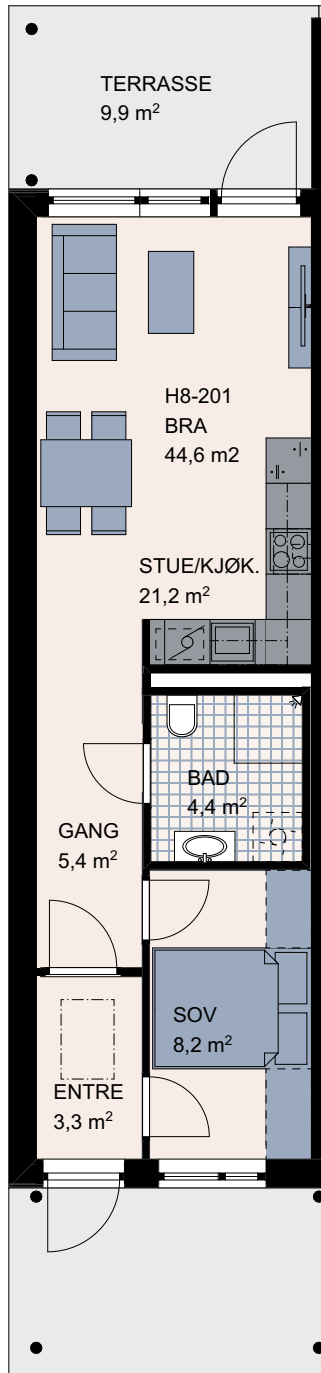 TERRASSE
9,9 m²
H8-201
BRA
44,6 m2
STUE/KJØK.
21,2 m²
BAD
4,4 m²
GANG
5,4 m²
SOV
8,2 m²
ENTRE
3,3 m²